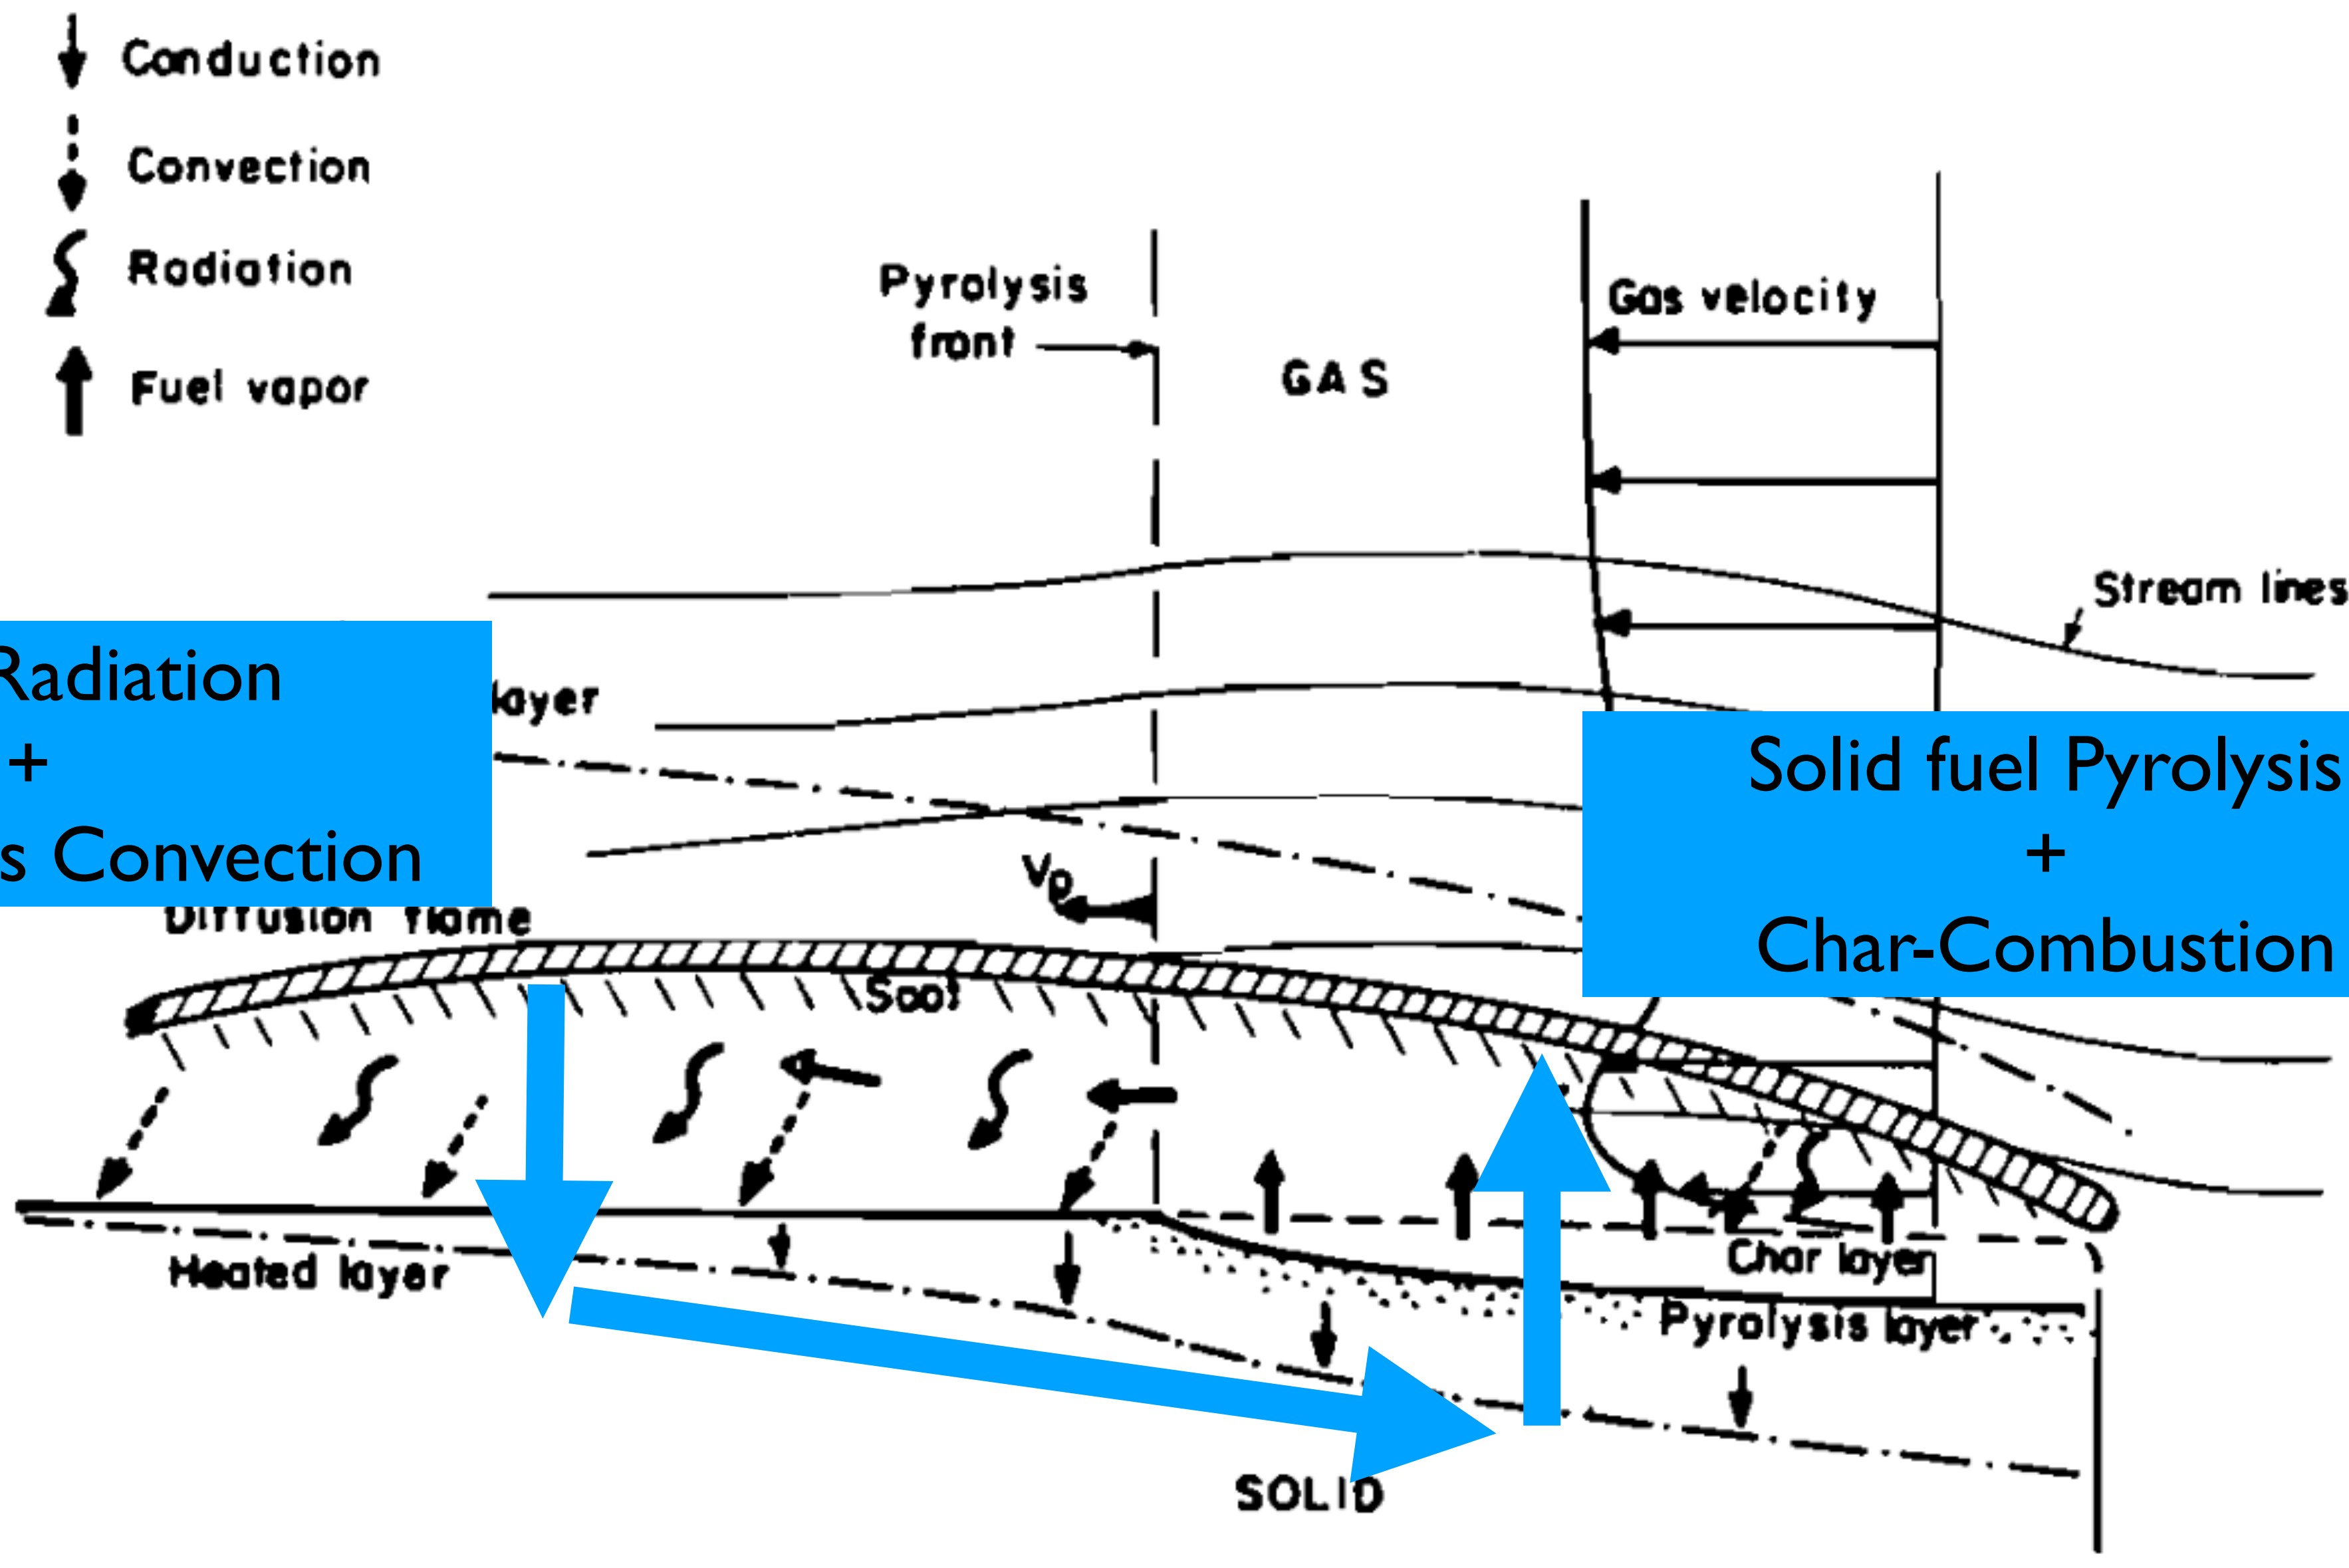 Conduction
Convection
Radiation
Fuel vapor
Pyrolysis
front
GAS
Gas velocity
Stream lines
Radiation
+
s Convection
layer
Solid fuel Pyrolysis
+
Char-Combustion
Vp
Diffusion flame
Soot
Heated layer
Char layer
Pyrolysis layer
SOLID